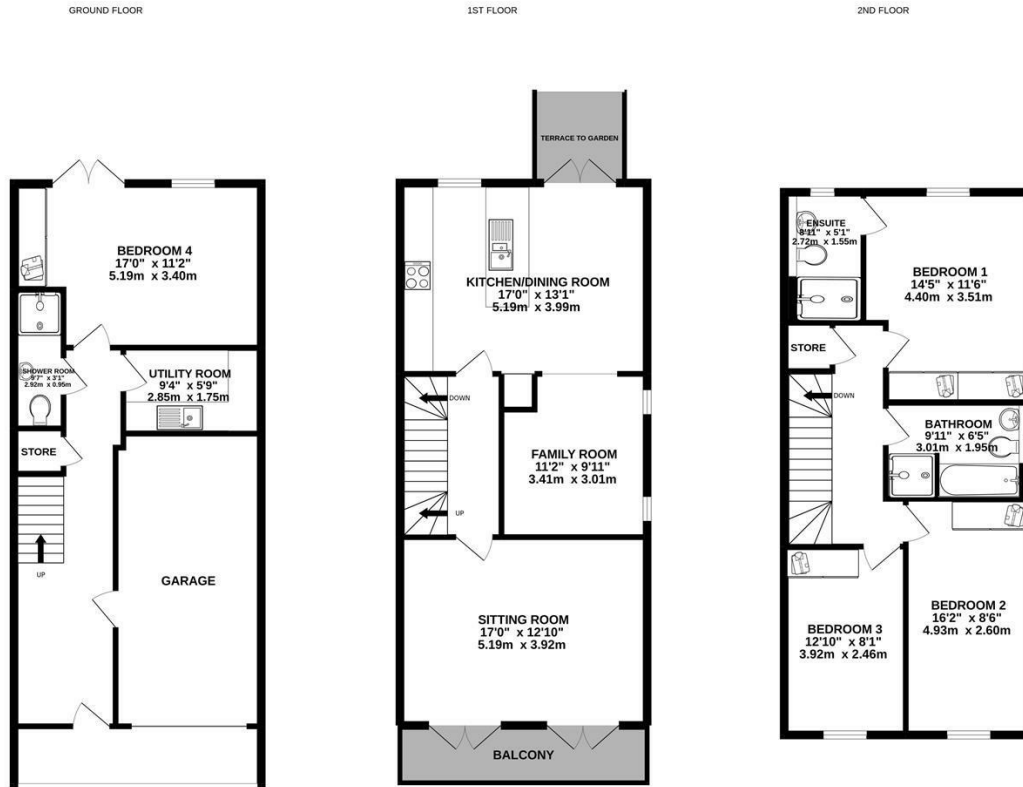 GROUND FLOOR
BEDROOM 4
17'0" x 11'2"
5.19m x 3.40m
SHOWER ROOM
9'7" x 3'1"
2.92m x 0.95m
UTILITY ROOM
9'4" x 5'9"
2.85m x 1.75m
STORE
UP
GARAGE
1ST FLOOR
TERRACE TO GARDEN
KITCHEN/DINING ROOM
17'0" x 13'1"
5.19m x 3.99m
DOWN
FAMILY ROOM
11'2" x 9'11"
3.41m x 3.01m
UP
SITTING ROOM
17'0" x 12'10"
5.19m x 3.92m
BALCONY
2ND FLOOR
ENSUITE
8'11" x 5'1"
2.72m x 1.55m
BEDROOM 1
14'5" x 11'6"
4.40m x 3.51m
STORE
DOWN
BATHROOM
9'11" x 6'5"
3.01m x 1.95m
BEDROOM 2
16'2" x 8'6"
4.93m x 2.60m
BEDROOM 3
12'10" x 8'1"
3.92m x 2.46m